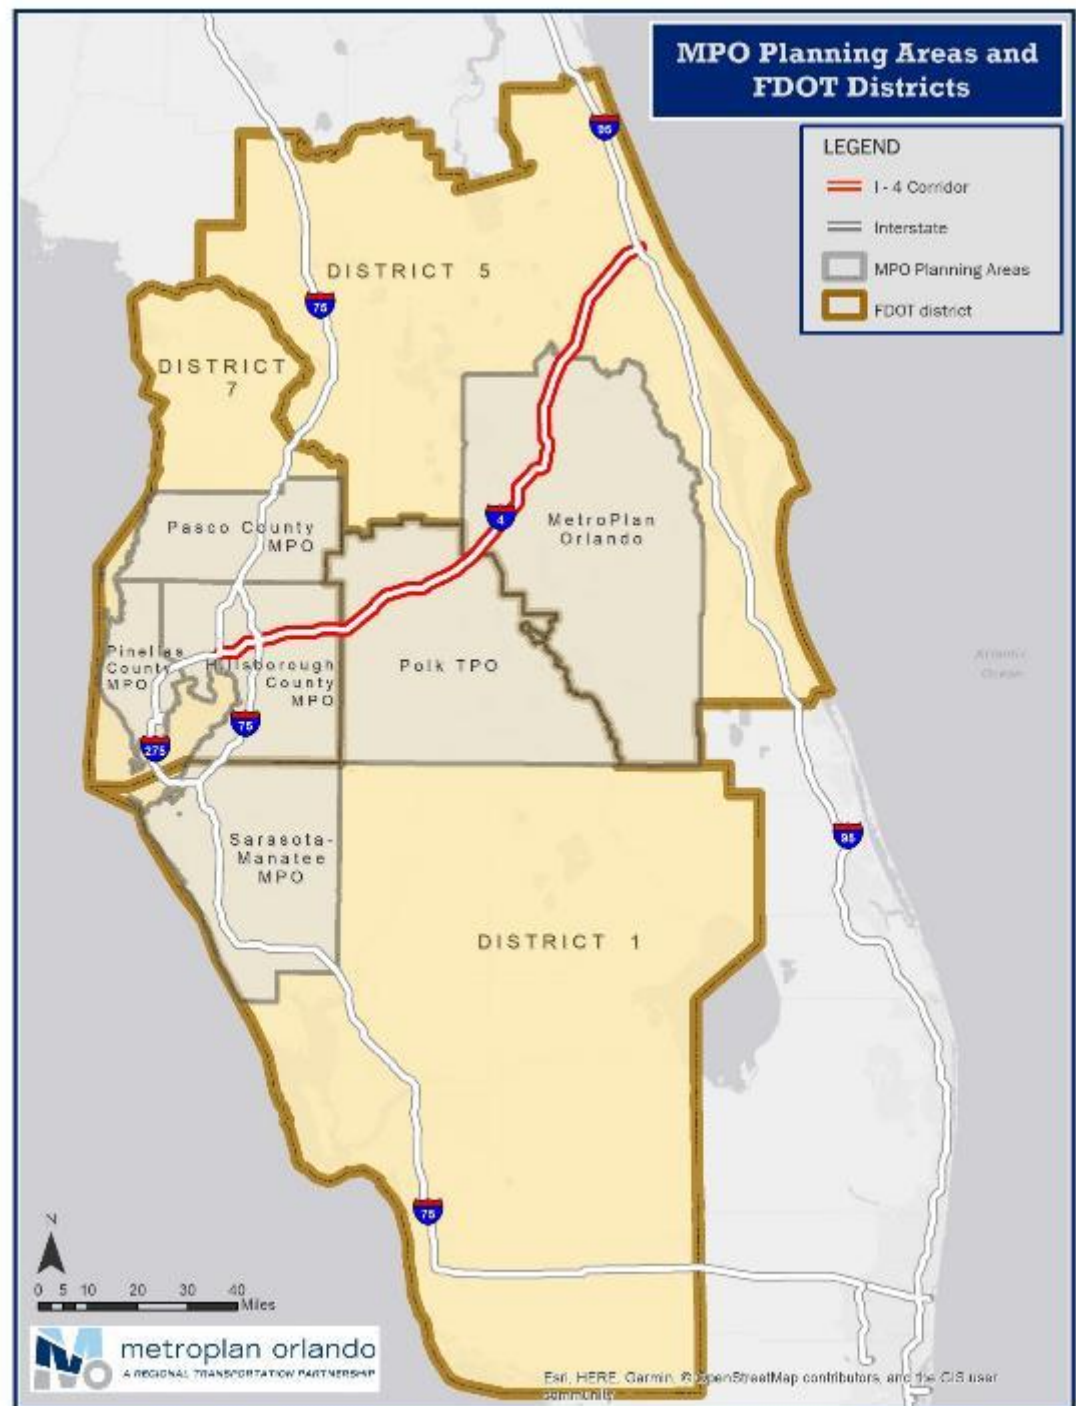 MPO Planning Areas and
FDOT Districts
LEGEND
I - 4 Corridor
Interstate
MPO Planning Areas
FDOT district
95
DISTRICT 5
75
DISTRICT
7
4
MetroPlan
Orlando
Pasco County
MPO
Pinellas
County
MPO
Hillsborough
County
MPO
Polk TPO
Atlantic
Ocean
75
275
Sarasota-
Manatee
MPO
95
DISTRICT 1
75
N
0 5 10 20 30 40
Miles
metroplan orlando
A REGIONAL TRANSPORTATION PARTNERSHIP
Esri, HERE, Garmin, © OpenStreetMap contributors, and the GIS user
community